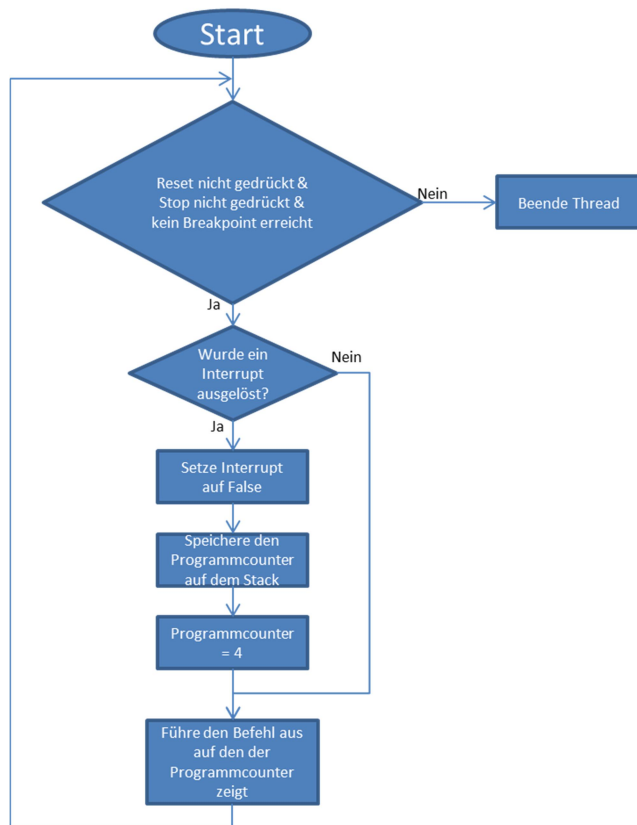 Start
Reset nicht gedrückt &
Stop nicht gedrückt &
kein Breakpoint erreicht
Nein
Beende Thread
Ja
Wurde ein
Interrupt
ausgelöst?
Nein
Ja
Setze Interrupt
auf False
Speichere den
Programmcounter
auf dem Stack
Programmcounter
= 4
Führe den Befehl aus
auf den der
Programmcounter
zeigt